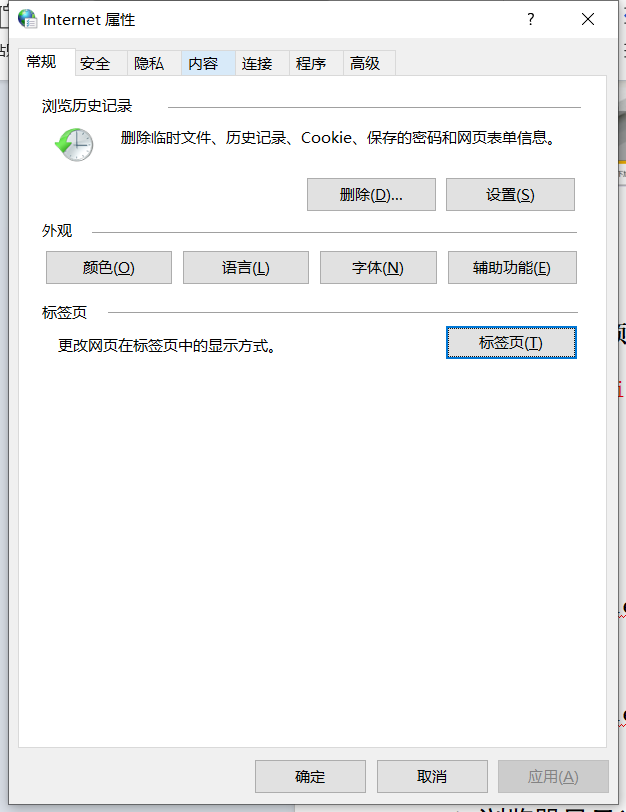 Internet 属性
?
常规 安全 隐私 内容 连接 程序 高级
浏览历史记录
删除临时文件、历史记录、Cookie、保存的密码和网页表单信息。
删除(D)... 设置(S)
外观
颜色(O) 语言(L) 字体(N) 辅助功能(E)
标签页
更改网页在标签页中的显示方式。
标签页(T)
确定 取消 应用(A)